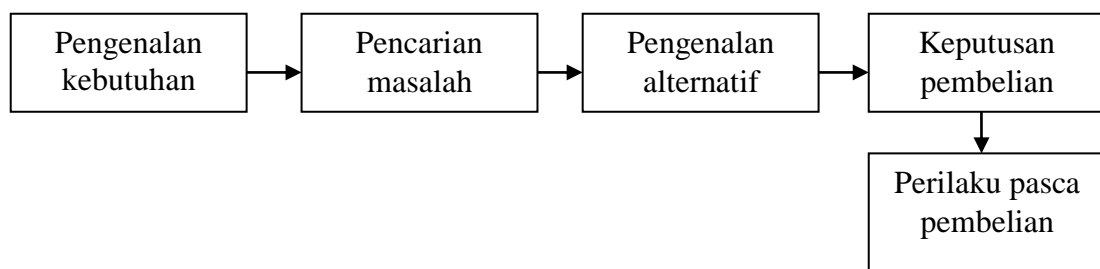 Pengenalan
kebutuhan
Pencarian
masalah
Pengenalan
alternatif
Keputusan
pembelian
Perilaku pasca
pembelian